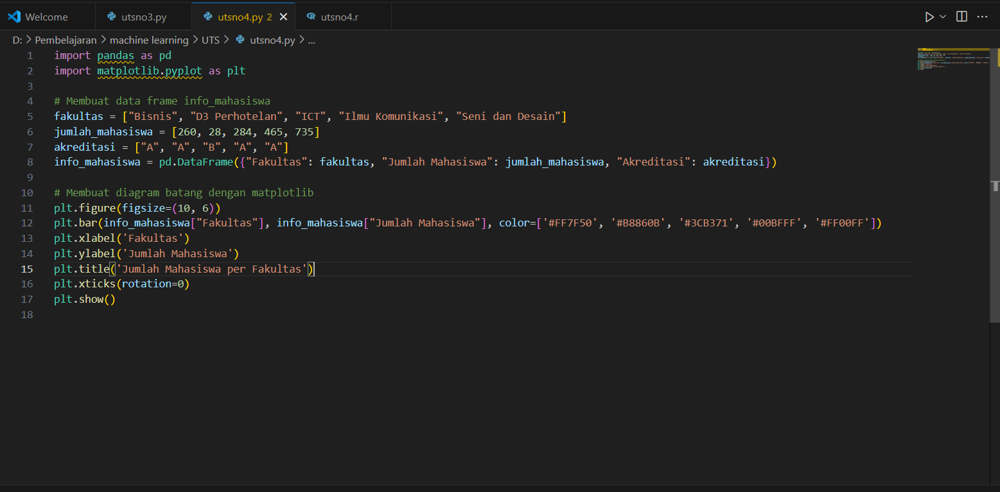 Welcome utsno3.py utsno4.py 2 utsno4.r
D: > Pembelajaran > machine learning > UTS > utsno4.py > ...
1 import pandas as pd
2 import matplotlib.pyplot as plt
3
4 # Membuat data frame info_mahasiswa
5 fakultas = ["Bisnis", "D3 Perhotelan", "ICT", "Ilmu Komunikasi", "Seni dan Desain"]
6 jumlah_mahasiswa = [260, 28, 284, 465, 735]
7 akreditasi = ["A", "A", "B", "A", "A"]
8 info_mahasiswa = pd.DataFrame({"Fakultas": fakultas, "Jumlah Mahasiswa": jumlah_mahasiswa, "Akreditasi": akreditasi})
9
10 # Membuat diagram batang dengan matplotlib
11 plt.figure(figsize=(10, 6))
12 plt.bar(info_mahasiswa["Fakultas"], info_mahasiswa["Jumlah Mahasiswa"], color=['#FF7F50', '#B8860B', '#3CB371', '#00BFFF', '#FF00FF'])
13 plt.xlabel('Fakultas')
14 plt.ylabel('Jumlah Mahasiswa')
15 plt.title('Jumlah Mahasiswa per Fakultas')
16 plt.xticks(rotation=0)
17 plt.show()
18